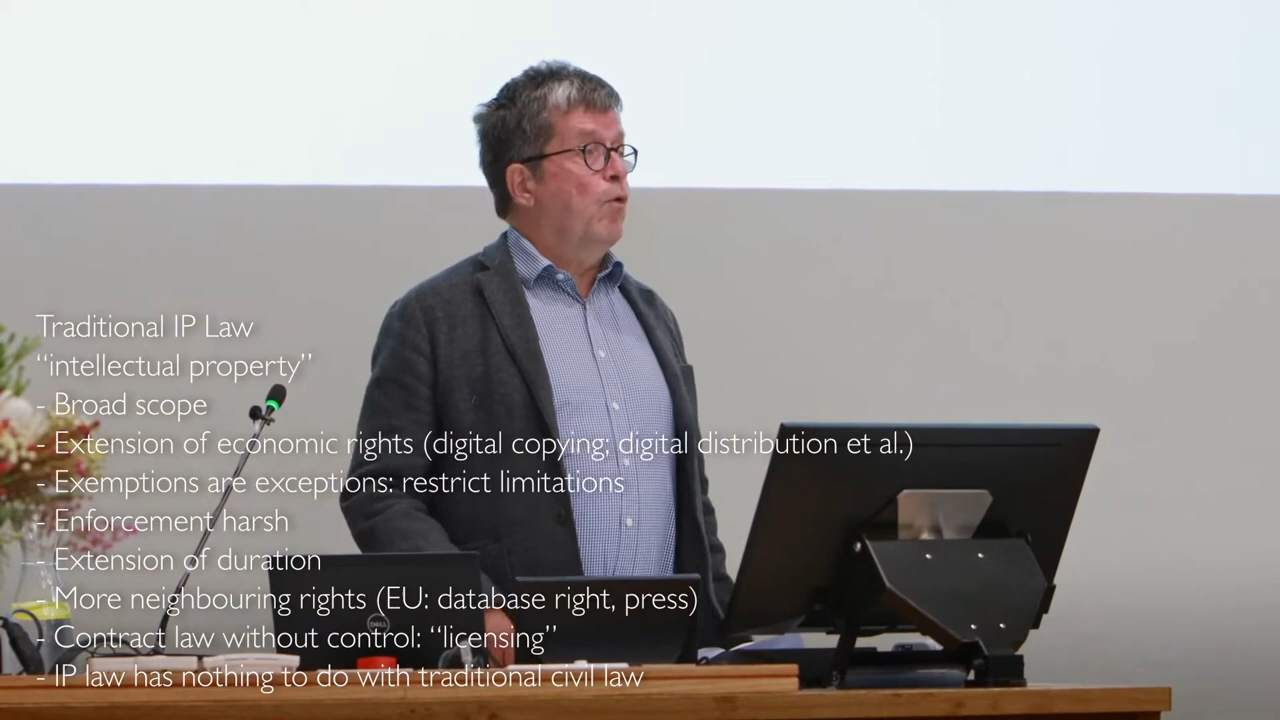 Traditional IP Law
“intellectual property”
- Broad scope
- Extension of economic rights (digital copying; digital distribution et al.)
- Exemptions are exceptions: restrict limitations
- Enforcement harsh
- Extension of duration
- More neighbouring rights (EU: database right, press)
- Contract law without control: “licensing”
- IP law has nothing to do with traditional civil law
DELL